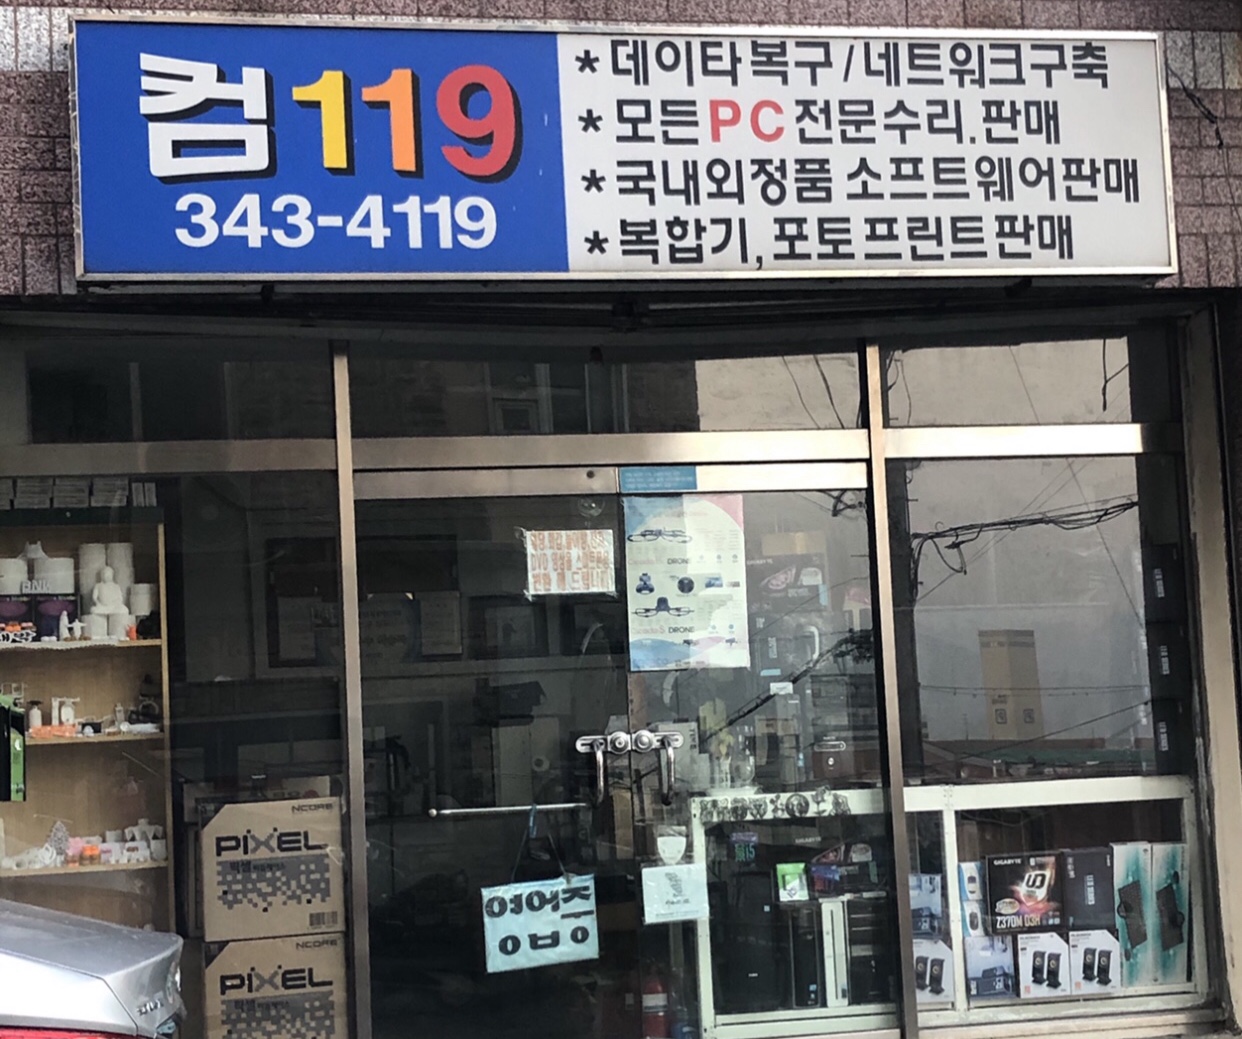 컴119
343-4119
* 데이타복구/네트워크구축
* 모든PC전문수리.판매
* 국내외정품 소프트웨어판매
* 복합기,포토프린트판매
DRONE
DRONE
NCORE
PiXEL
NCORE
PiXEL
영업중
GIGABYTE
Z370M D3H